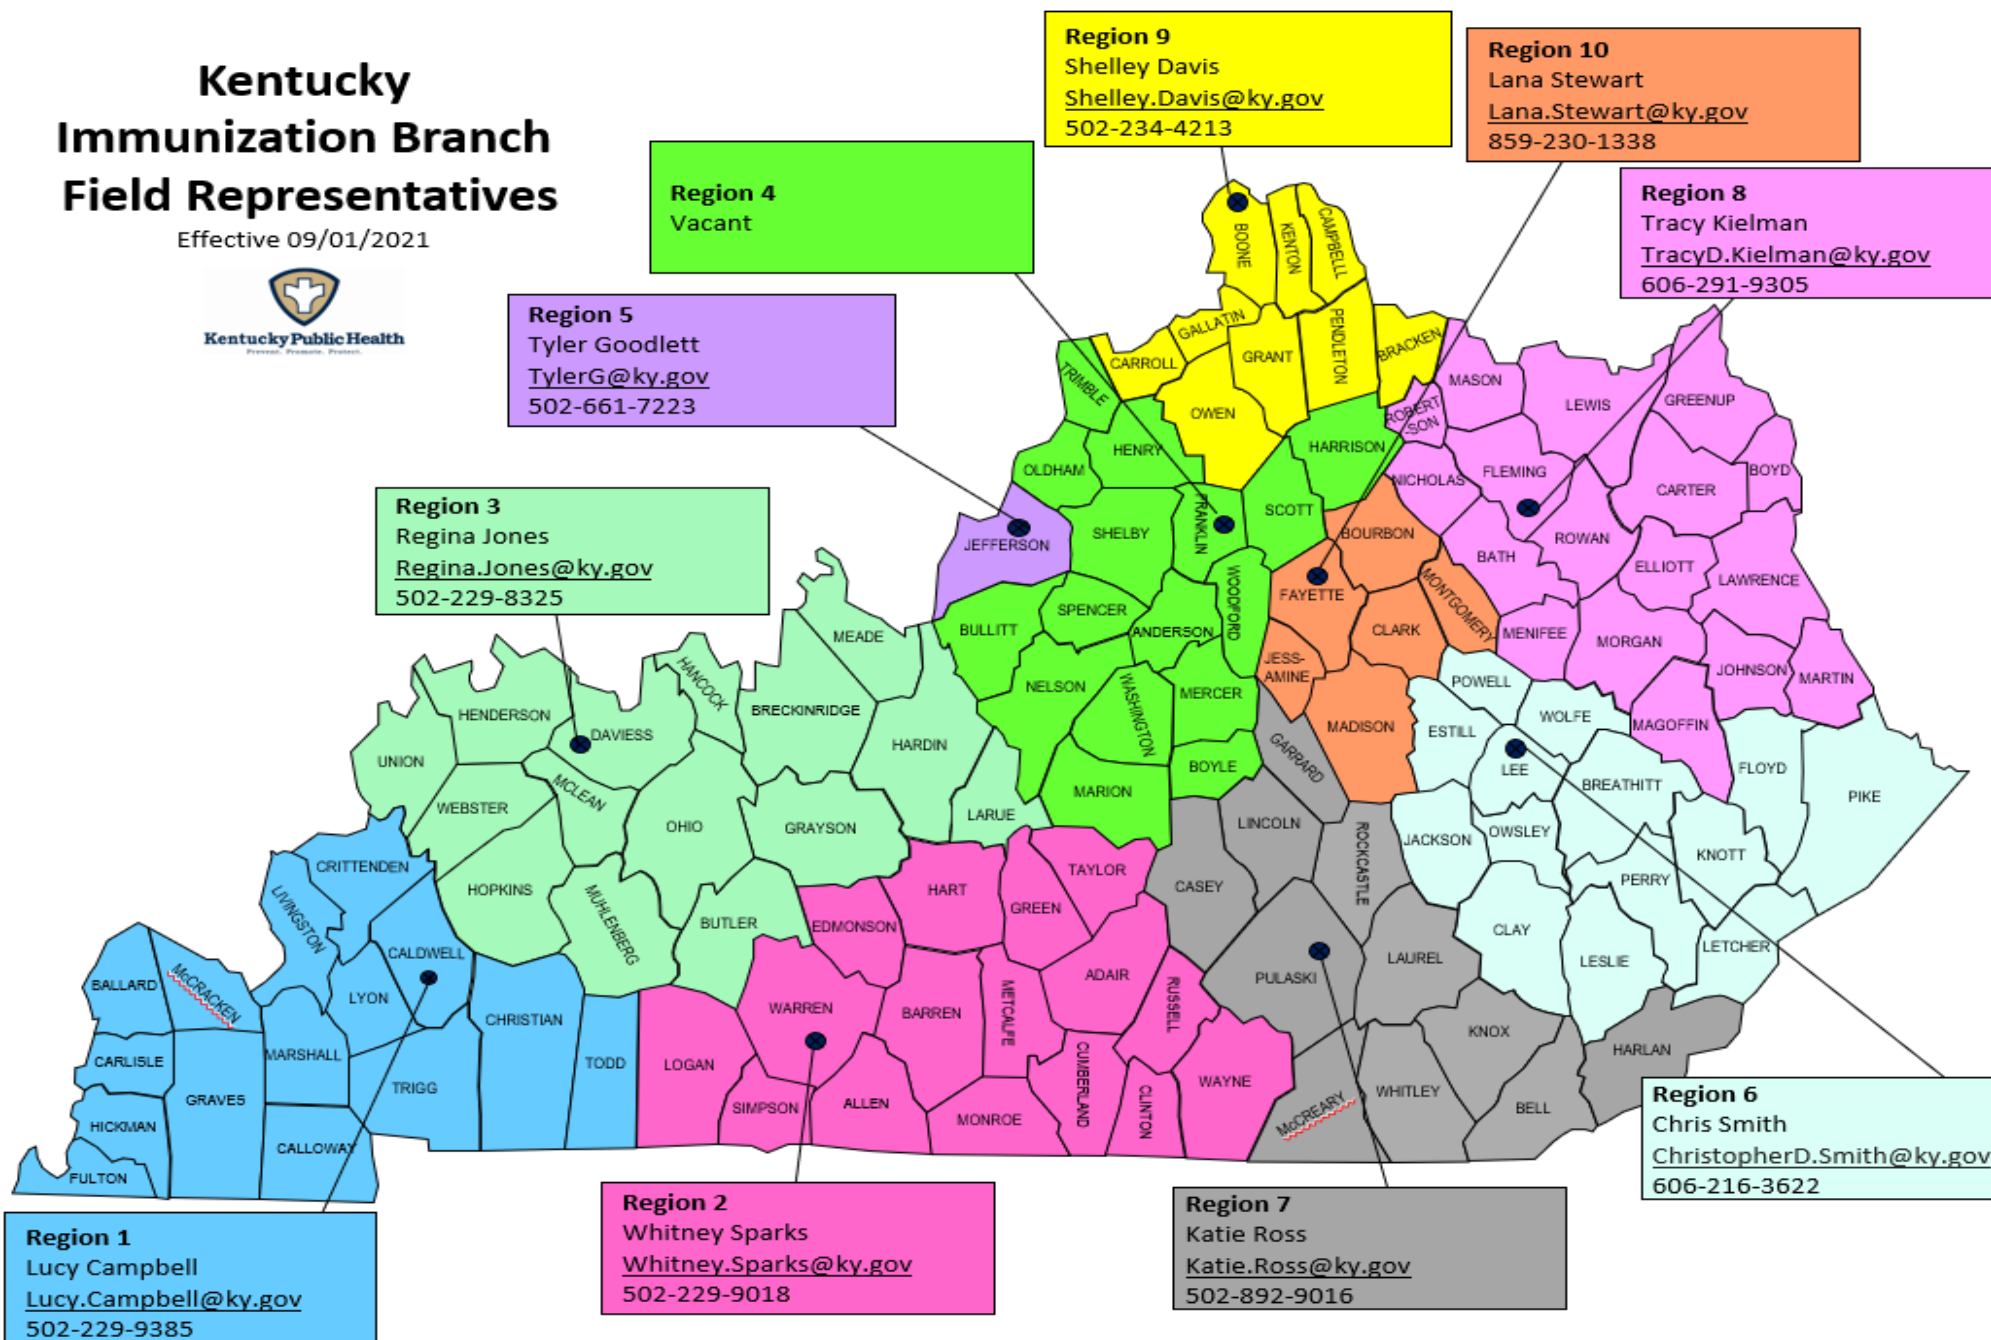 Kentucky
Immunization Branch
Field Representatives
Effective 09/01/2021
KentuckyPublicHealth
Prevent. Promote. Protect.
Region 9
Shelley Davis
Shelley.Davis@ky.gov
502-234-4213
Region 10
Lana Stewart
Lana.Stewart@ky.gov
859-230-1338
Region 4
Vacant
Region 8
Tracy Kielman
TracyD.Kielman@ky.gov
606-291-9305
Region 5
Tyler Goodlett
TylerG@ky.gov
502-661-7223
Region 3
Regina Jones
Regina.Jones@ky.gov
502-229-8325
BOONE
KENTON
CAMPBELLL
GALLATIN
CARROLL
GRANT
PENDLETON
BRACKEN
OWEN
TRIMBLE
HENRY
OLDHAM
HARRISON
SCOTT
FRANKLIN
SHELBY
WOODFORD
SPENCER
ANDERSON
BULLITT
NELSON
WASHINGTON
MERCER
BOYLE
MARION
JEFFERSON
MASON
LEWIS
GREENUP
ROBERT
-SON
FLEMING
NICHOLAS
BOYD
CARTER
BATH
ROWAN
ELLIOTT
LAWRENCE
MENIFEE
MORGAN
JOHNSON
MARTIN
MAGOFFIN
BOURBON
FAYETTE
MONTGOMERY
CLARK
JESS-
AMINE
MADISON
POWELL
WOLFE
ESTILL
LEE
FLOYD
BREATHITT
PIKE
JACKSON
OWSLEY
KNOTT
PERRY
CLAY
LESLIE
LETCHER
MEADE
HANCOCK
HENDERSON
DAVIESS
BRECKINRIDGE
HARDIN
UNION
WEBSTER
MCLEAN
OHIO
GRAYSON
LARUE
HOPKINS
MUHLENBERG
BUTLER
GARRARD
LINCOLN
ROCKCASTLE
CASEY
PULASKI
LAUREL
KNOX
HARLAN
McCREARY
WHITLEY
BELL
TAYLOR
HART
GREEN
EDMONSON
ADAIR
WARREN
BARREN
METCALFE
RUSSELL
LOGAN
SIMPSON
ALLEN
MONROE
CUMBERLAND
CLINTON
WAYNE
CRITTENDEN
LIVINGSTON
CALDWELL
BALLARD
McCRACKEN
LYON
CHRISTIAN
TODD
CARLISLE
MARSHALL
GRAVES
TRIGG
HICKMAN
CALLOWAY
FULTON
Region 6
Chris Smith
ChristopherD.Smith@ky.gov
606-216-3622
Region 2
Whitney Sparks
Whitney.Sparks@ky.gov
502-229-9018
Region 7
Katie Ross
Katie.Ross@ky.gov
502-892-9016
Region 1
Lucy Campbell
Lucy.Campbell@ky.gov
502-229-9385